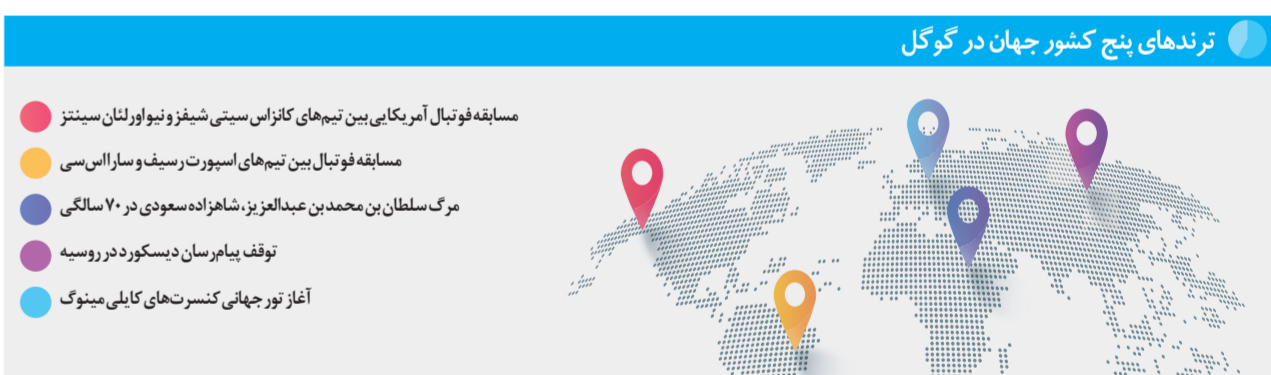 ترندهای پنج کشور جهان در گوگل
مسابقه فوتبال آمریکایی بین تیم‌های کانزاس سیتی شیفز و نیواورلئان سینتز
مسابقه فوتبال بین تیم‌های اسپورت رسیف و سارا اس‌سی
مرگ سلطان بن محمد بن عبدالعزیز، شاهزاده سعودی در ۷۰ سالگی
توقف پیام‌رسان دیسکورد در روسیه
آغاز تور جهانی کنسرت‌های کایلی مینوگ